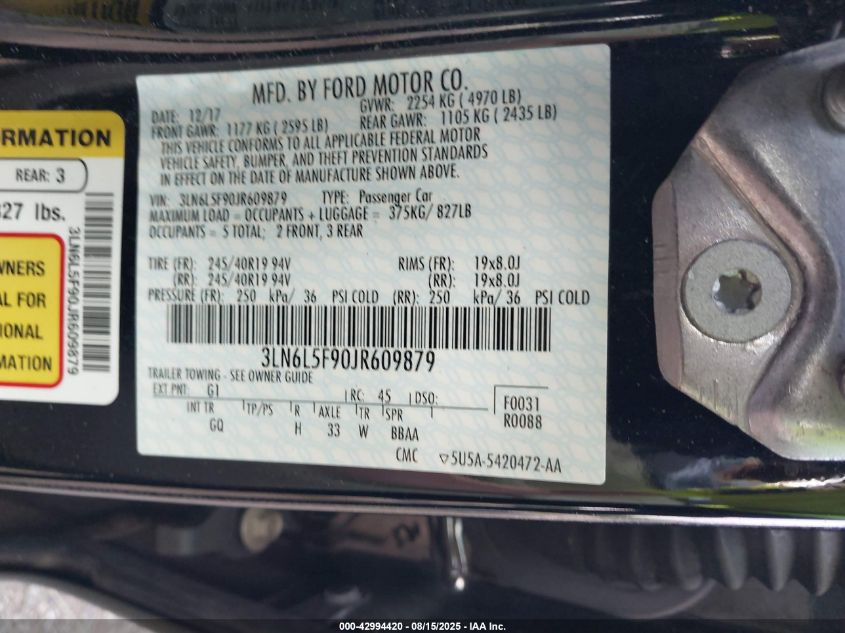 ORMATION
REAR: 3
827 lbs.
WNERS
AL FOR
IONAL
MORE
3LN6L5F90JR609879
MFD. BY FORD MOTOR CO.
DATE: 12/17 GVWR: 2254 KG ( 4970 LB)
FRONT GAWR: 1177 KG ( 2595 LB) REAR GAWR: 1105 KG ( 2435 LB)
THIS VEHICLE CONFORMS TO ALL APPLICABLE FEDERAL MOTOR
VEHICLE SAFETY, BUMPER, AND THEFT PREVENTION STANDARDS
IN EFFECT ON THE DATE OF MANUFACTURE SHOWN ABOVE.
VIN: 3LN6L5F90JR609879 TYPE: Passenger Car
MAXIMUM LOAD = OCCUPANTS + LUGGAGE = 375KG/ 827LB
OCCUPANTS = 5 TOTAL; 2 FRONT, 3 REAR
TIRE (FR): 245/40R19 94V RIMS (FR): 19x8.0J
(RR): 245/40R19 94V (RR): 19x8.0J
PRESSURE (FR): 250 kPa/ 36 PSI COLD (RR): 250 kPa/ 36 PSI COLD
3LN6L5F90JR609879
TRAILER TOWING - SEE OWNER GUIDE
EXT PNT: G1 RC: 45 DSO: F0031
INT TR TP/PS R AXLE TR SPR R0088
GQ H 33 W BBAA
CMC ▽5U5A-5420472-AA
000-42994420 - 08/15/2025 - IAA Inc.